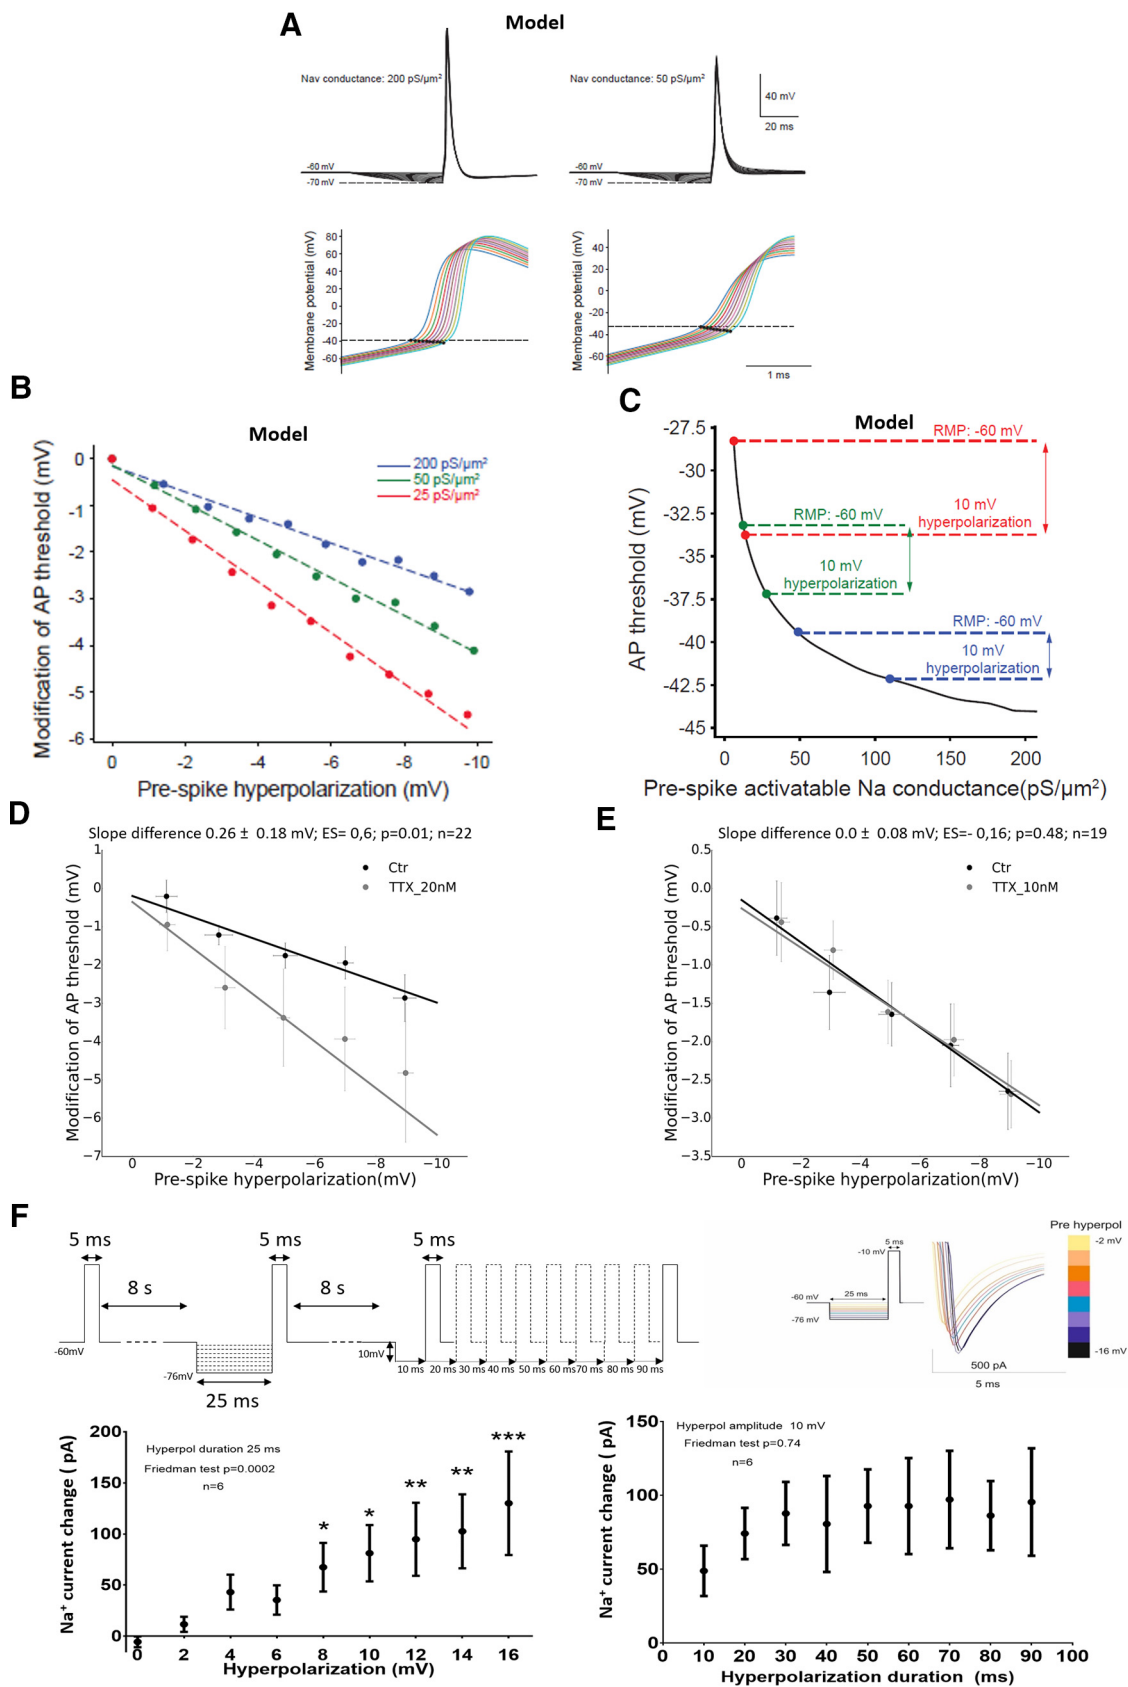 A
Model
Nav conductance: 200 pS/µm²
Nav conductance: 50 pS/µm²
40 mV
20 ms
-60 mV
-70 mV
-60 mV
-70 mV
Membrane potential (mV)
80
60
40
20
0
-20
-40
-60
Membrane potential (mV)
40
20
0
-20
-40
-60
1 ms
B
Model
Modification of AP threshold (mV)
0
-1
-2
-3
-4
-5
-6
200 pS/µm²
50 pS/µm²
25 pS/µm²
0
-2
-4
-6
-8
-10
Pre-spike hyperpolarization (mV)
C
Model
AP threshold (mV)
-27.5
-30
-32.5
-35
-37.5
-40
-42.5
-45
RMP: -60 mV
10 mV
hyperpolarization
RMP: -60 mV
10 mV
hyperpolarization
RMP: -60 mV
10 mV
hyperpolarization
0
50
100
150
200
Pre-spike activatable Na conductance(pS/µm²)
D
Slope difference 0.26 ± 0.18 mV; ES= 0,6; p=0.01; n=22
Modification of AP threshold (mV)
1
0
−1
−2
−3
−4
−5
−6
−7
Ctr
TTX_20nM
0
−2
−4
−6
−8
−10
Pre-spike hyperpolarization(mV)
E
Slope difference 0.0 ± 0.08 mV; ES=- 0,16; p=0.48; n=19
Modification of AP threshold (mV)
0.5
0.0
−0.5
−1.0
−1.5
−2.0
−2.5
−3.0
−3.5
Ctr
TTX_10nM
0
−2
−4
−6
−8
−10
Pre-spike hyperpolarization(mV)
F
5 ms
5 ms
5 ms
8 s
8 s
-60mV
-76mV
25 ms
10mV
10 ms
20 ms
30 ms
40 ms
50 ms
60ms
70 ms
80 ms
90 ms
5 ms
-10 mV
25 ms
-60 mV
-76 mV
500 pA
5 ms
Pre hyperpol
-2 mV
-16 mV
Na⁺ current change ( pA)
200
150
100
50
0
Hyperpol duration 25 ms
Friedman test p=0.0002
n=6
*
*
**
**
***
0
2
4
6
8
10
12
14
16
Hyperpolarization (mV)
Na⁺ current change (pA)
150
100
50
0
Hyperpol amplitude 10 mV
Friedman test p=0.74
n=6
0
10
20
30
40
50
60
70
80
90
100
Hyperpolarization duration (ms)